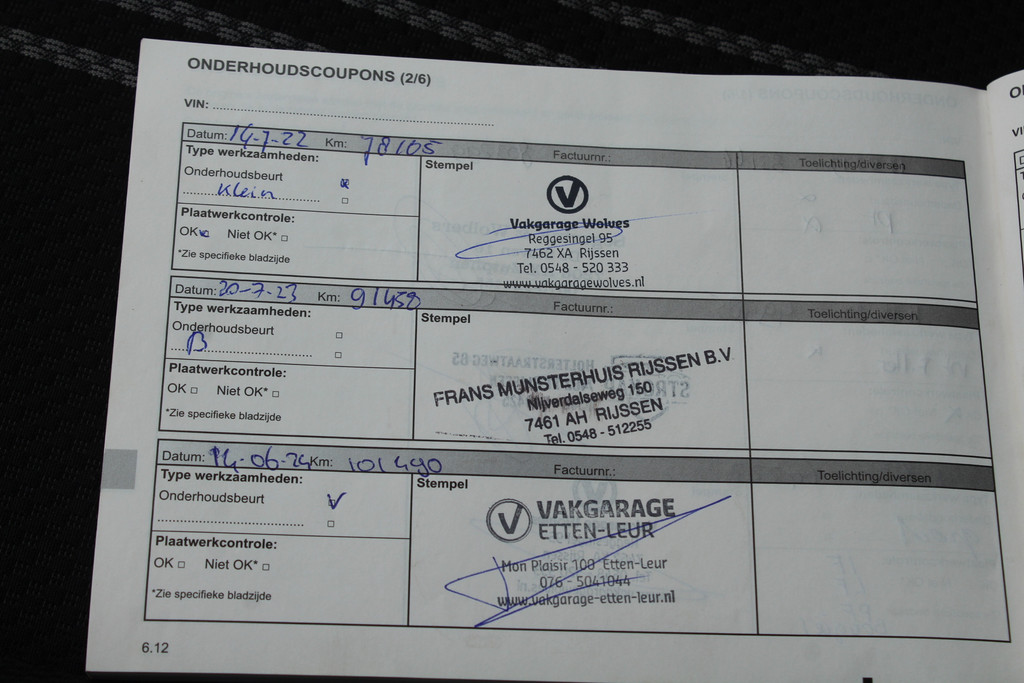 ONDERHOUDSCOUPONS (2/6)
VIN: ........................................
Datum: 14-7-22 Km: 78105 Factuurnr.: Toelichting/diversen
Type werkzaamheden:
Stempel
Onderhoudsbeurt
Klein
Plaatwerkcontrole:
OK Niet OK*
*Zie specifieke bladzijde
Vakgarage Wolves
Reggesingel 95
7462 XA Rijssen
Tel. 0548 - 520 333
www.vakgaragewolves.nl
Datum: 20-7-23 Km: 91458 Factuurnr.: Toelichting/diversen
Type werkzaamheden:
Stempel
Onderhoudsbeurt
B
Plaatwerkcontrole:
OK Niet OK*
*Zie specifieke bladzijde
FRANS MUNSTERHUIS RIJSSEN B.V.
Nijverdalseweg 150
7461 AH RIJSSEN
Tel. 0548 - 512255
Datum: 14-06-24 Km: 101490 Factuurnr.: Toelichting/diversen
Type werkzaamheden:
Stempel
Onderhoudsbeurt
Plaatwerkcontrole:
OK Niet OK*
*Zie specifieke bladzijde
VAKGARAGE
ETTEN-LEUR
Mon Plaisir 100 Etten-Leur
076 - 5041044
www.vakgarage-etten-leur.nl
6.12